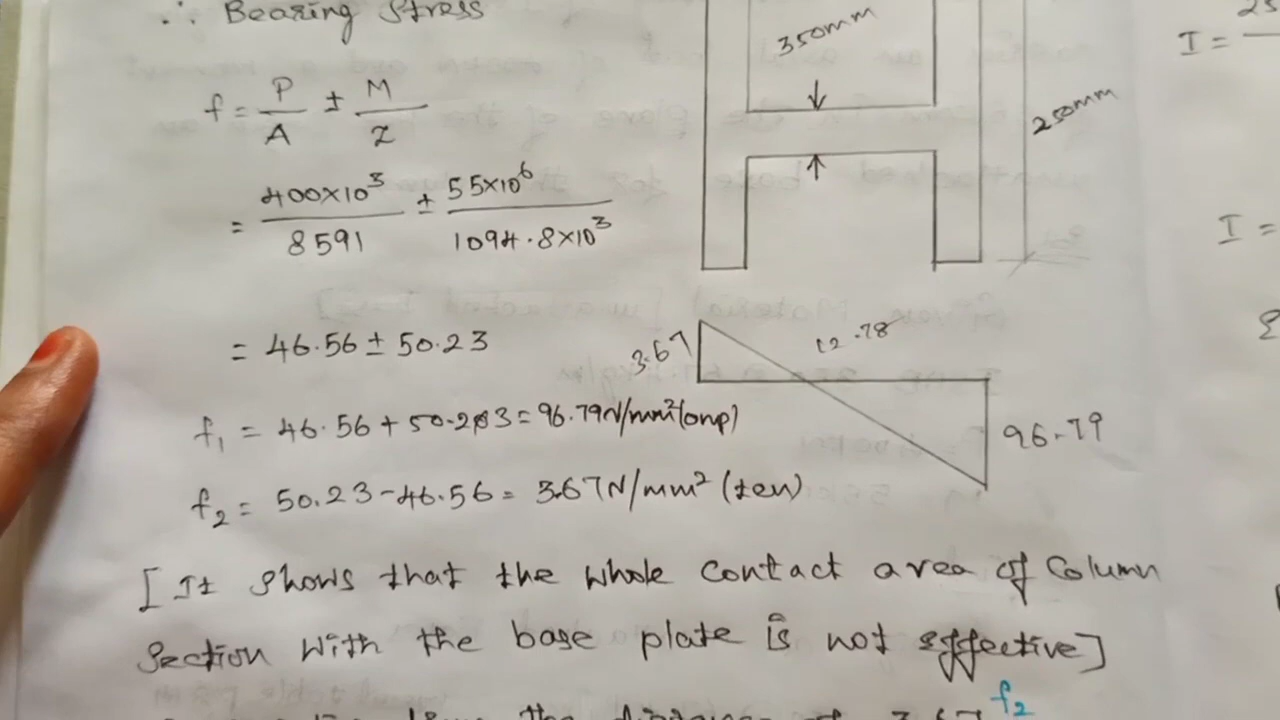 ∴ Bearing Stress
f = P/A ± M/Z
= 400×10³/8591 ± 55×10⁶/1094.8×10³
= 46.56 ± 50.23
f₁ = 46.56 + 50.23 = 96.79N/mm²
f₂ = 50.23 - 46.56 = 3.67N/mm² (ten)
[It shows that the whole contact area of column
section with the base plate is not effective]
f₂
350mm
250mm
3.67
12.78
96.79
I =
I =